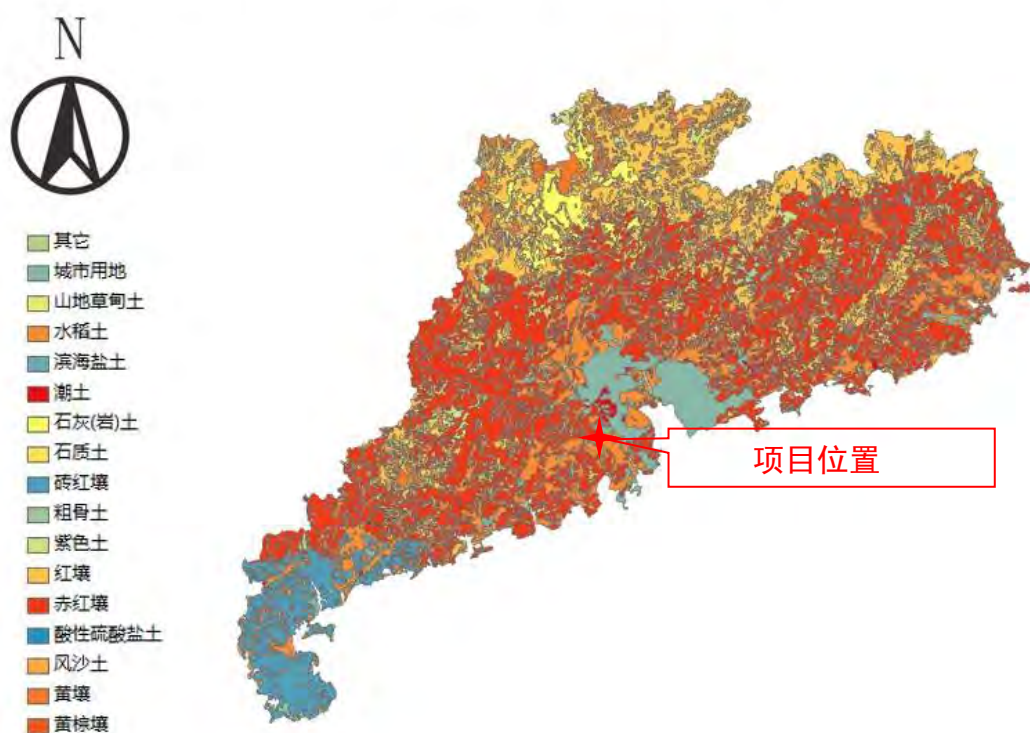 N
其它
城市用地
山地草甸土
水稻土
滨海盐土
潮土
石灰(岩)土
石质土
砖红壤
粗骨土
紫色土
红壤
赤红壤
酸性硫酸盐土
风沙土
黄壤
黄棕壤
项目位置